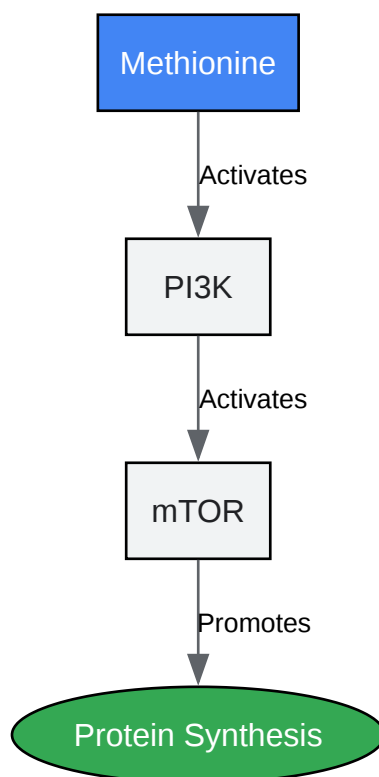 Methionine
Activates
PI3K
Activates
mTOR
Promotes
Protein Synthesis